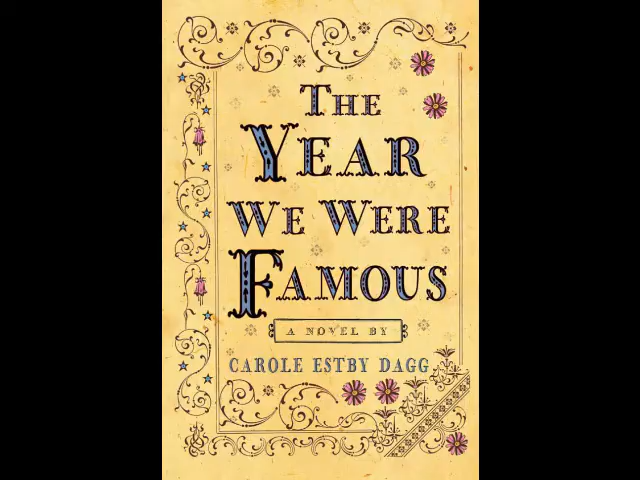 THE
YEAR
WE WERE
FAMOUS
A NOVEL BY
CAROLE ESTBY DAGG